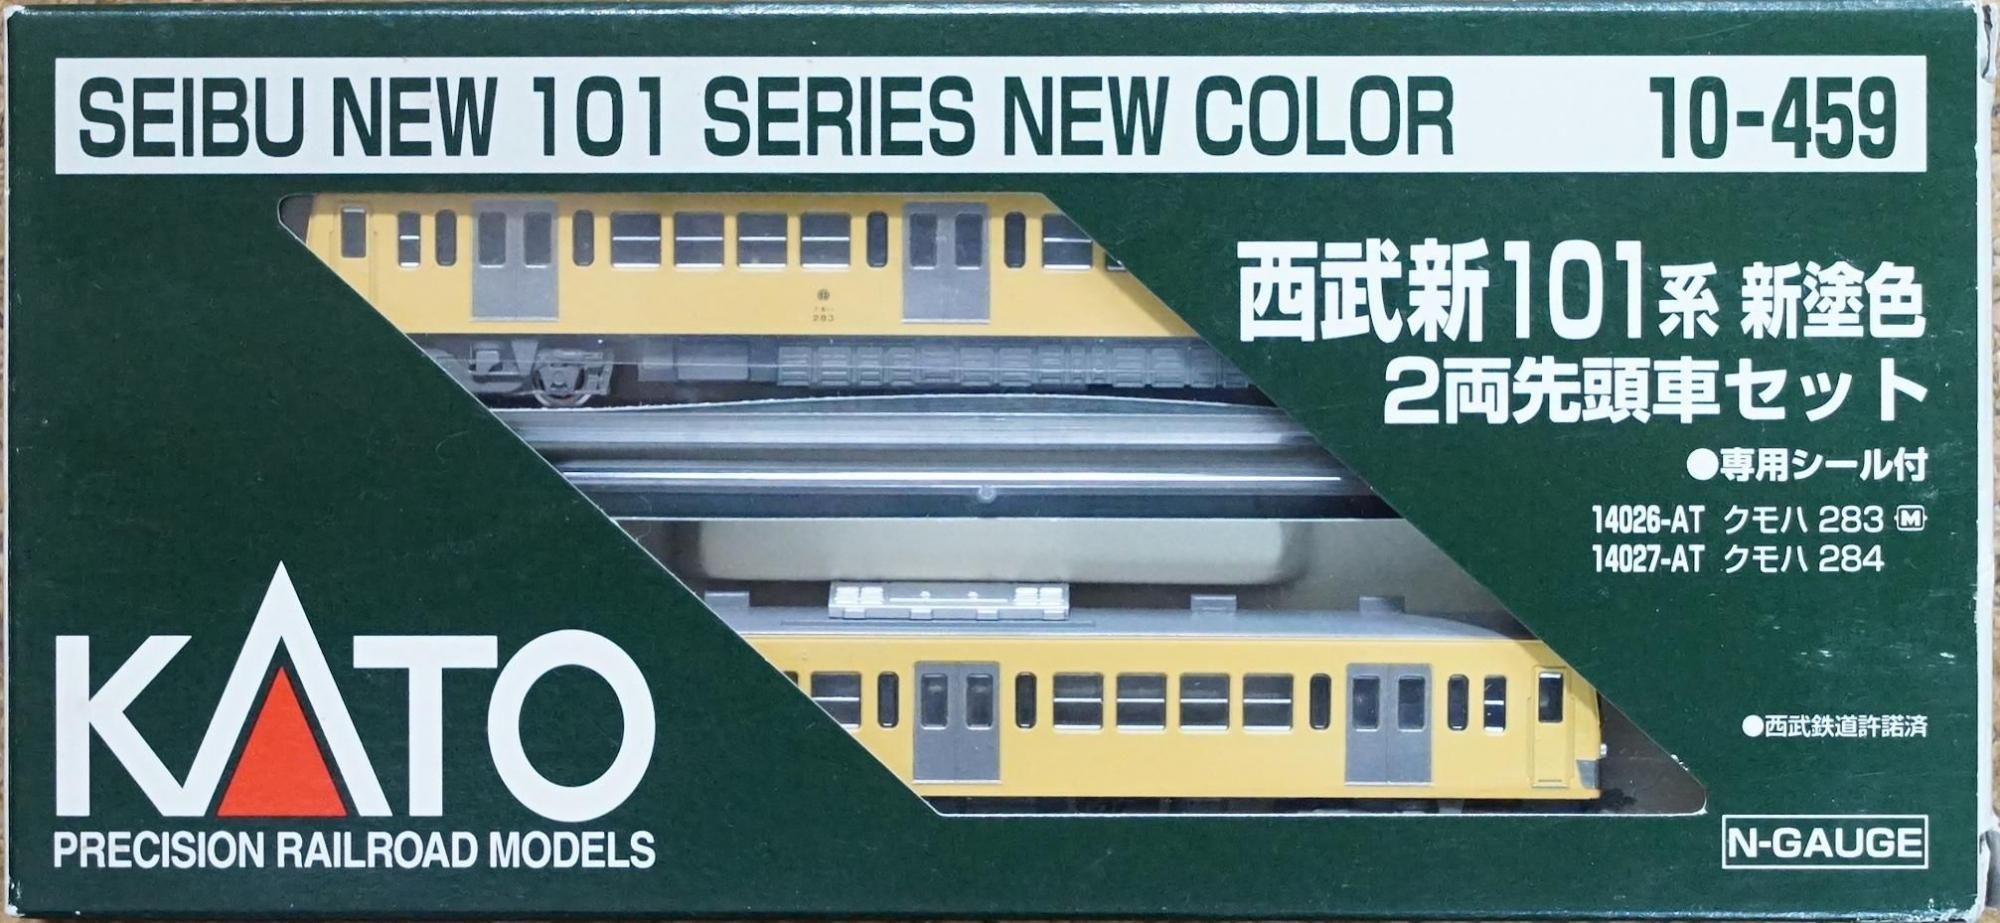 SEIBU NEW 101 SERIES NEW COLOR 10-459
西武新101系 新塗色
2両先頭車セット
●専用シール付
14026-AT クモハ 283 M
14027-AT クモハ 284
283
●西武鉄道許諾済
KATO
PRECISION RAILROAD MODELS
N-GAUGE